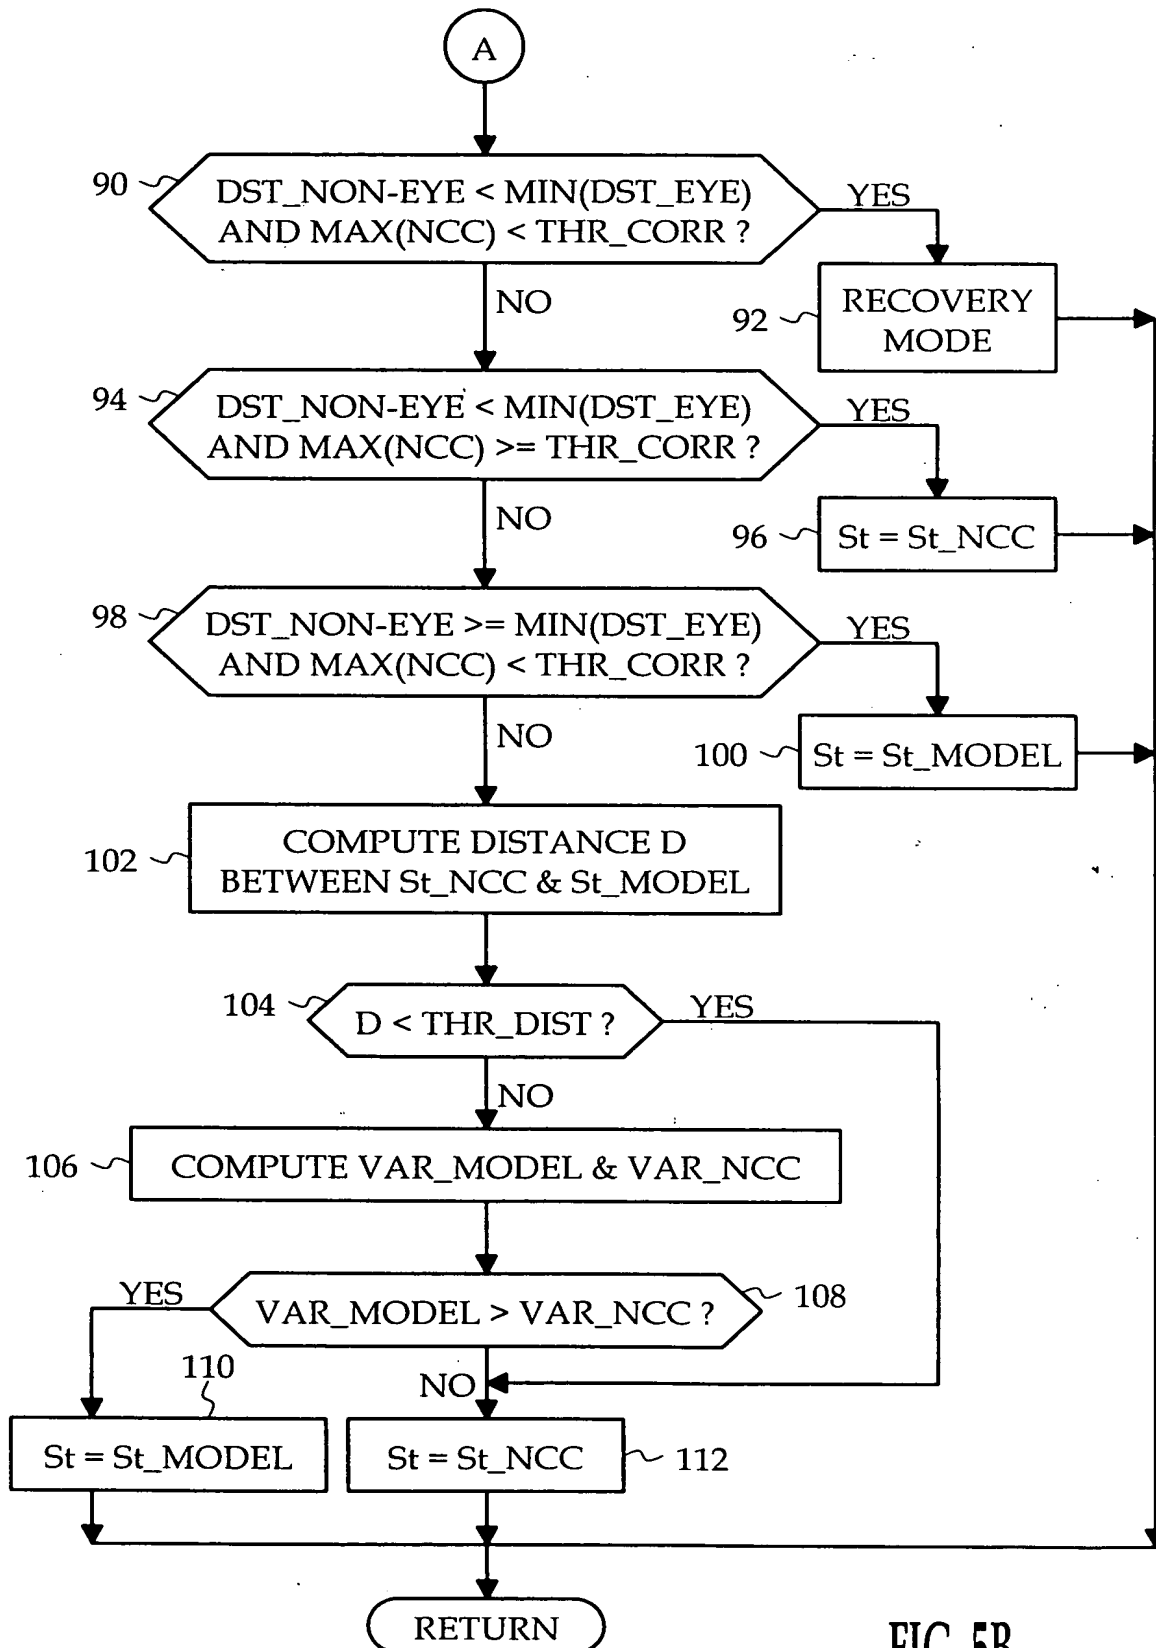 A
90
DST_NON-EYE < MIN(DST_EYE)
AND MAX(NCC) < THR_CORR ?
YES
NO
92
RECOVERY
MODE
94
DST_NON-EYE < MIN(DST_EYE)
AND MAX(NCC) >= THR_CORR ?
YES
NO
96
St = St_NCC
98
DST_NON-EYE >= MIN(DST_EYE)
AND MAX(NCC) < THR_CORR ?
YES
NO
100
St = St_MODEL
102
COMPUTE DISTANCE D
BETWEEN St_NCC & St_MODEL
104
D < THR_DIST ?
YES
NO
106
COMPUTE VAR_MODEL & VAR_NCC
YES
VAR_MODEL > VAR_NCC ?
108
110
NO
St = St_MODEL
St = St_NCC
112
RETURN
FIG. 5B